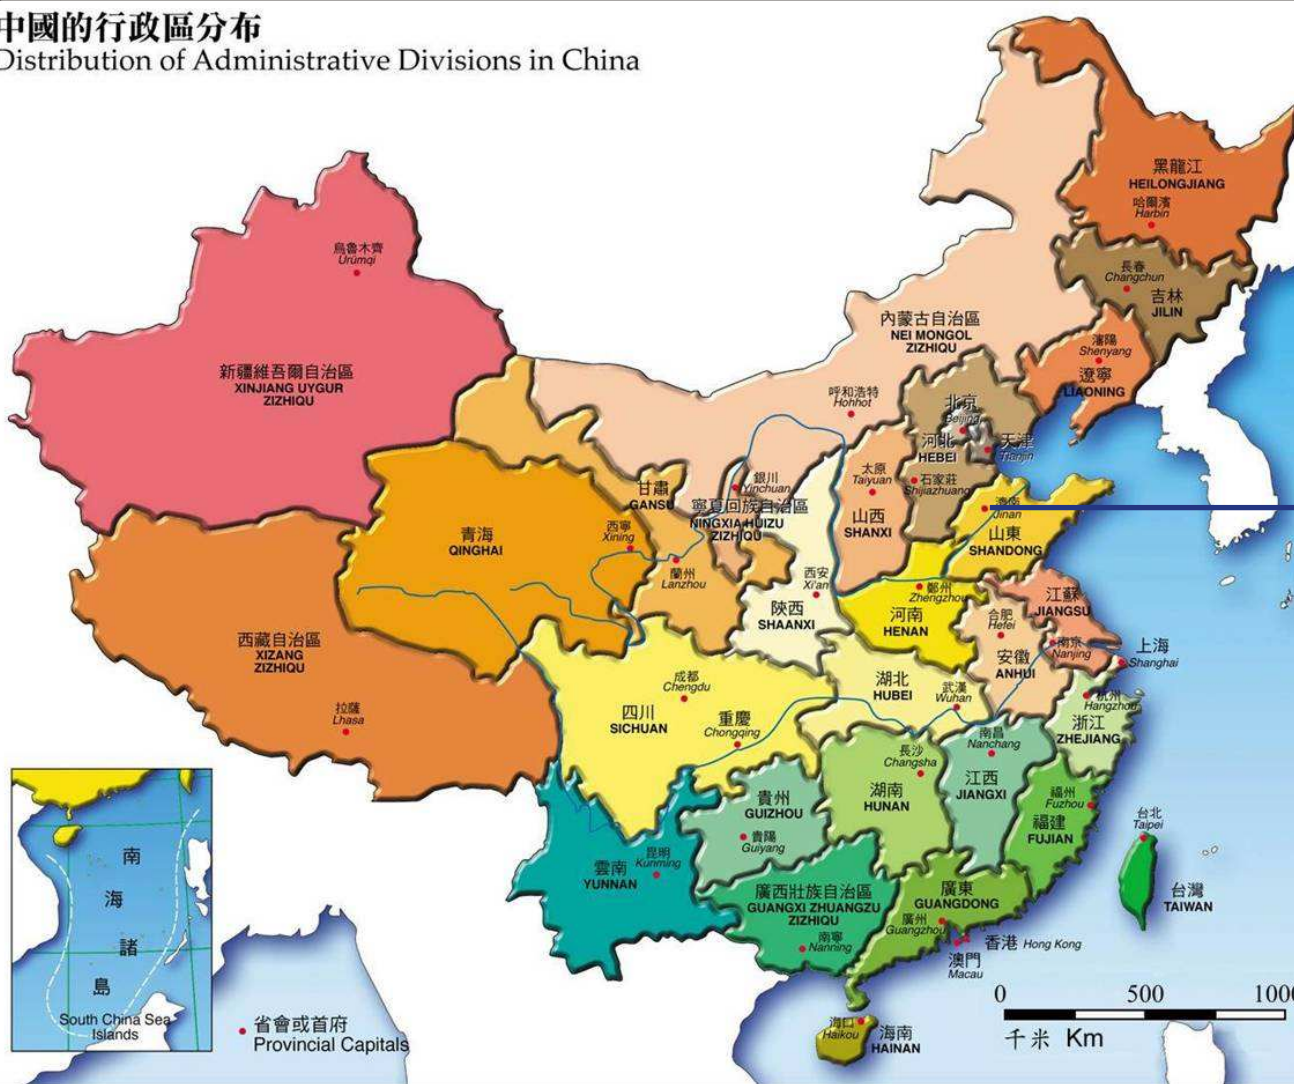 中國的行政區分布
Distribution of Administrative Divisions in China
黑龍江
HEILONGJIANG
哈爾濱
Harbin
長春
Changchun
吉林
JILIN
烏魯木齊
Urümqi
內蒙古自治區
NEI MONGOL
ZIZHIQU
瀋陽
Shenyang
遼寧
LIAONING
新疆維吾爾自治區
XINJIANG UYGUR
ZIZHIQU
呼和浩特
Hohhot
北京
Beijing
天津
Tianjin
河北
HEBEI
石家莊
Shijiazhuang
太原
Taiyuan
山西
SHANXI
銀川
Yinchuan
寧夏回族自治區
NINGXIA HUIZU
ZIZHIQU
甘肅
GANSU
濟南
Jinan
山東
SHANDONG
青海
QINGHAI
西寧
Xining
蘭州
Lanzhou
西安
Xi'an
陝西
SHAANXI
鄭州
Zhengzhou
河南
HENAN
江蘇
JIANGSU
合肥
Hefei
安徽
ANHUI
南京
Nanjing
上海
Shanghai
西藏自治區
XIZANG
ZIZHIQU
拉薩
Lhasa
成都
Chengdu
四川
SICHUAN
重慶
Chongqing
湖北
HUBEI
武漢
Wuhan
杭州
Hangzhou
浙江
ZHEJIANG
長沙
Changsha
湖南
HUNAN
南昌
Nanchang
江西
JIANGXI
貴州
GUIZHOU
貴陽
Guiyang
福州
Fuzhou
福建
FUJIAN
台北
Taipei
台灣
TAIWAN
昆明
Kunming
雲南
YUNNAN
廣西壯族自治區
GUANGXI ZHUANGZU
ZIZHIQU
南寧
Nanning
廣東
GUANGDONG
廣州
Guangzhou
香港 Hong Kong
澳門
Macau
海口
Haikou
海南
HAINAN
南
海
諸
島
South China Sea
Islands
省會或首府
Provincial Capitals
0 500 1000
千米 Km